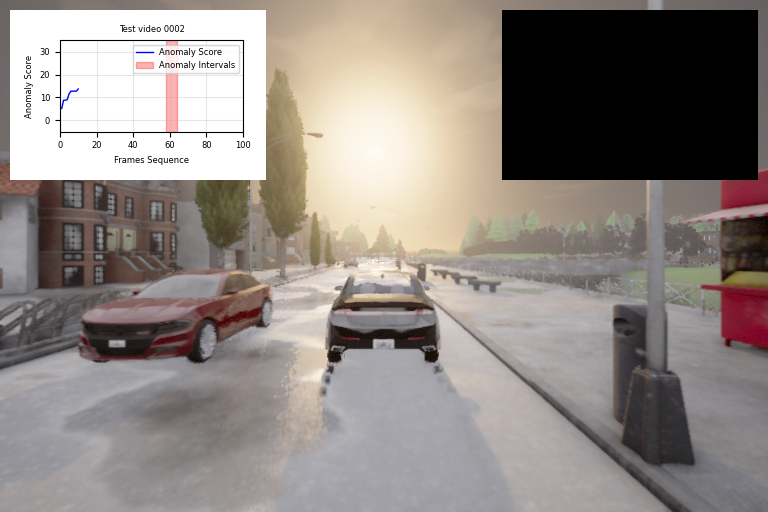 Test video 0002
Anomaly Score
Anomaly Intervals
Anomaly Score
30
20
10
0
0 20 40 60 80 100
Frames Sequence